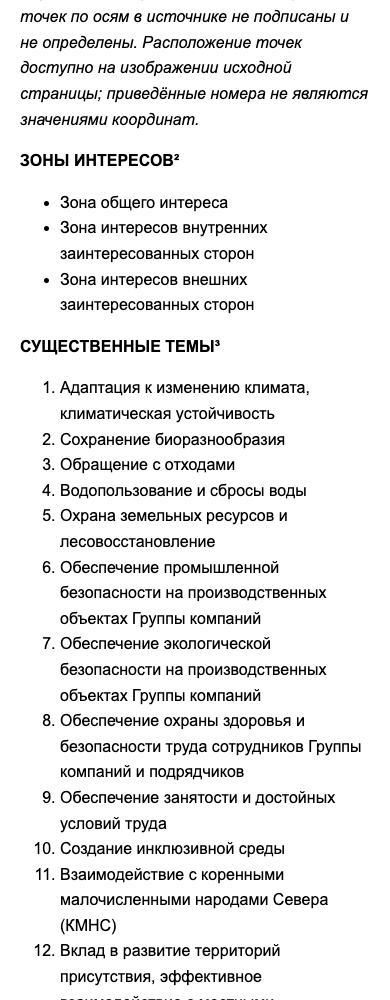 точек по осям в источнике не подписаны и
не определены. Расположение точек
доступно на изображении исходной
страницы; приведённые номера не являются
значениями координат.
ЗОНЫ ИНТЕРЕСОВ²
• Зона общего интереса
• Зона интересов внутренних
заинтересованных сторон
• Зона интересов внешних
заинтересованных сторон
СУЩЕСТВЕННЫЕ ТЕМЫ³
1. Адаптация к изменению климата,
климатическая устойчивость
2. Сохранение биоразнообразия
3. Обращение с отходами
4. Водопользование и сбросы воды
5. Охрана земельных ресурсов и
лесовосстановление
6. Обеспечение промышленной
безопасности на производственных
объектах Группы компаний
7. Обеспечение экологической
безопасности на производственных
объектах Группы компаний
8. Обеспечение охраны здоровья и
безопасности труда сотрудников Группы
компаний и подрядчиков
9. Обеспечение занятости и достойных
условий труда
10. Создание инклюзивной среды
11. Взаимодействие с коренными
малочисленными народами Севера
(КМНС)
12. Вклад в развитие территорий
присутствия, эффективное